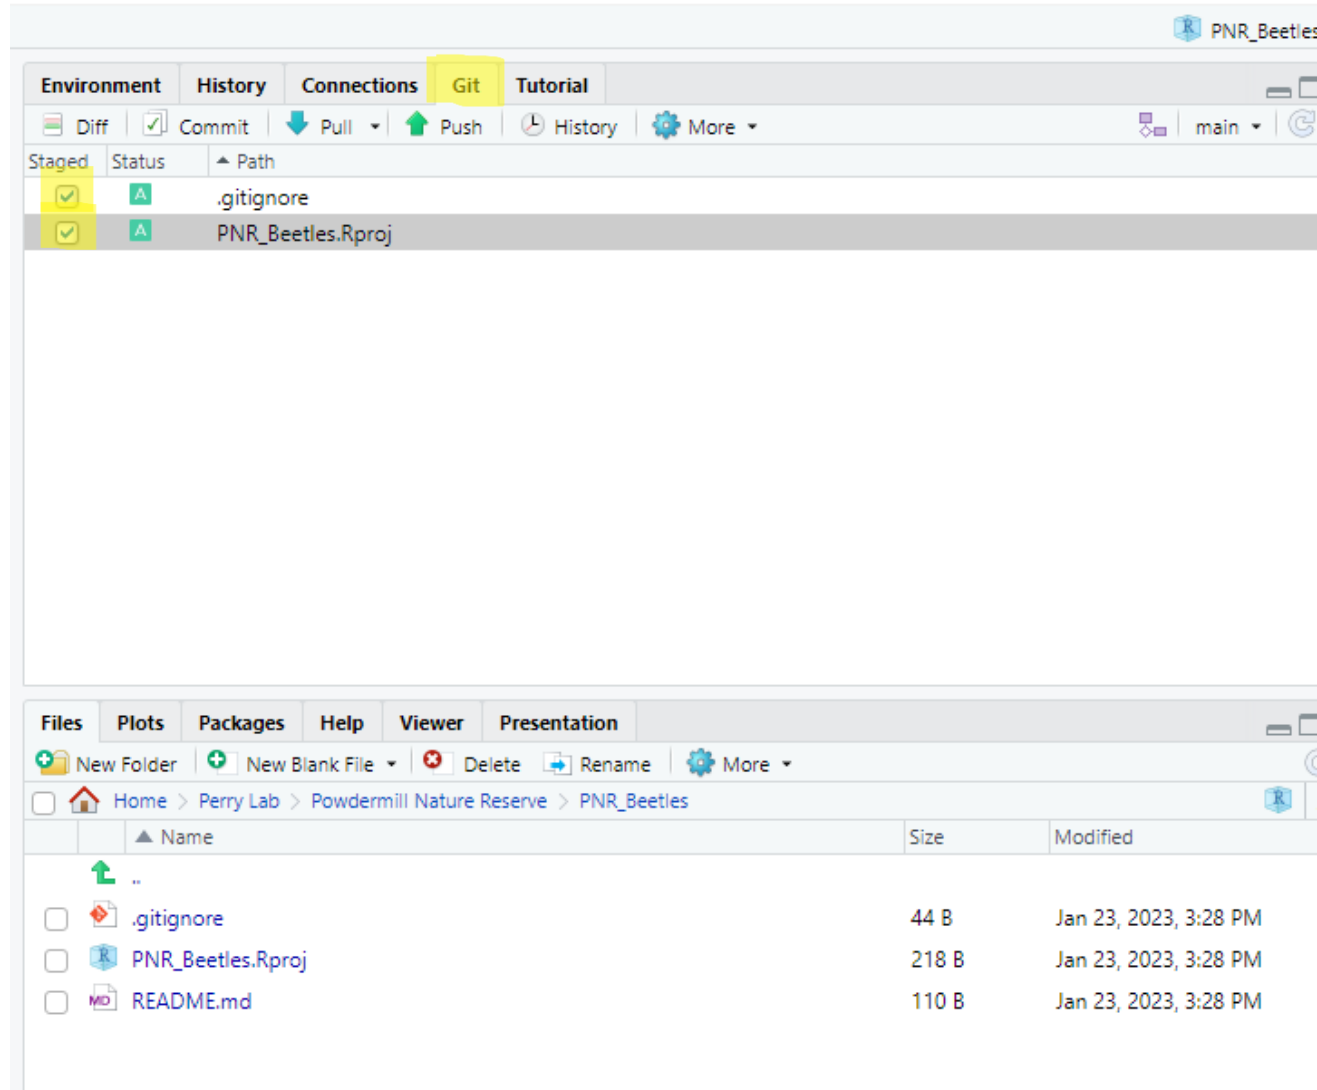 PNR_Beetles
Environment History Connections Git Tutorial
Diff Commit Pull Push History More main
Staged Status Path
A .gitignore
A PNR_Beetles.Rproj
Files Plots Packages Help Viewer Presentation
New Folder New Blank File Delete Rename More
Home > Perry Lab > Powdermill Nature Reserve > PNR_Beetles R
Name Size Modified
..
.gitignore 44 B Jan 23, 2023, 3:28 PM
R PNR_Beetles.Rproj 218 B Jan 23, 2023, 3:28 PM
MD README.md 110 B Jan 23, 2023, 3:28 PM